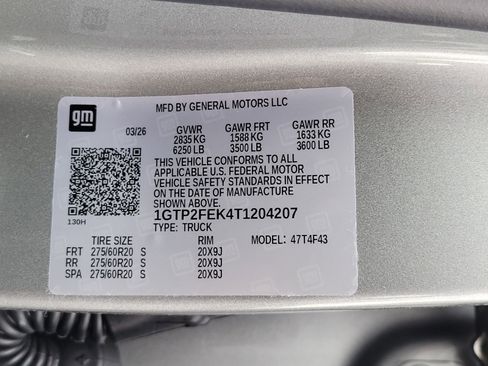 gm
MFD BY GENERAL MOTORS LLC
03/26 GVWR GAWR FRT GAWR RR
2835 KG 1588 KG 1633 KG
6250 LB 3500 LB 3600 LB
THIS VEHICLE CONFORMS TO ALL
APPLICABLE U.S. FEDERAL MOTOR
VEHICLE SAFETY STANDARDS IN EFFECT
ON THE DATE OF MANUFACTURE
SHOWN ABOVE.
130H
1GTP2FEK4T1204207
TYPE: TRUCK
TIRE SIZE RIM MODEL: 47T4F43
FRT 275/60R20 S 20X9J
RR 275/60R20 S 20X9J
SPA 275/60R20 S 20X9J